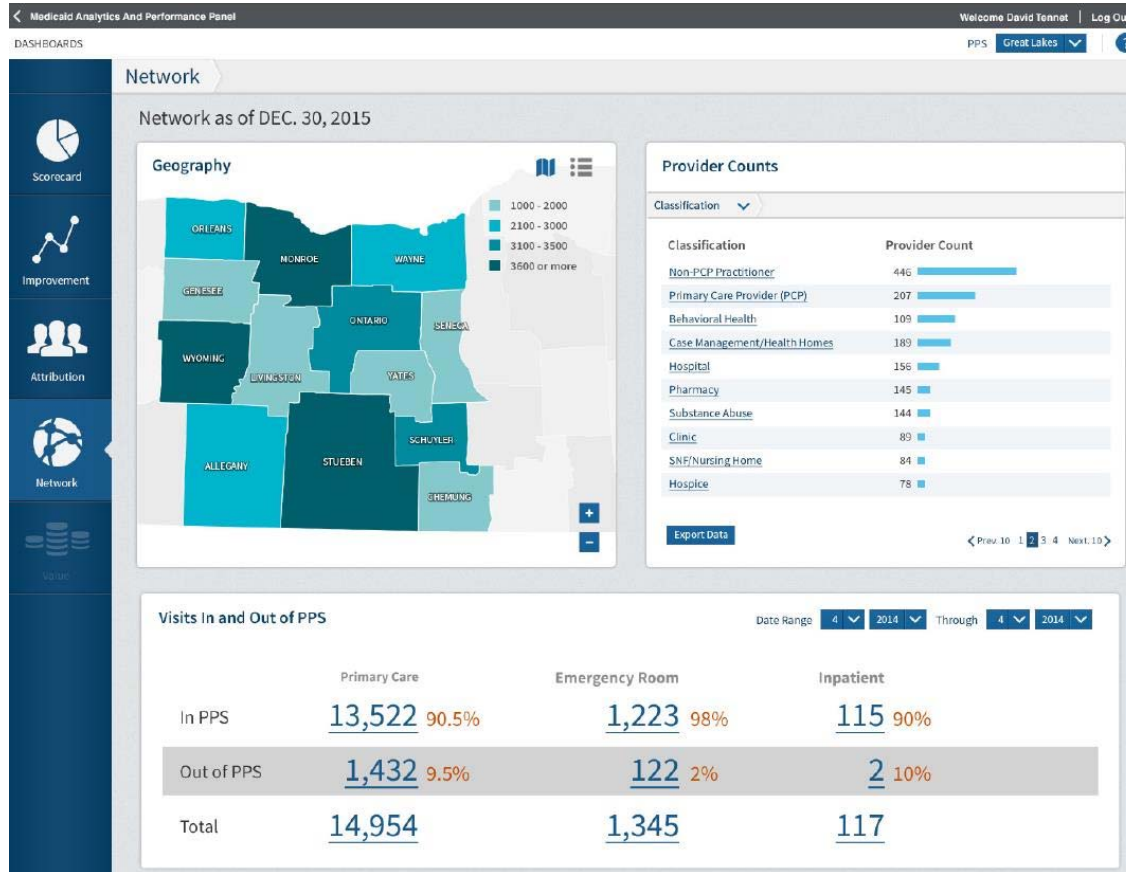 Medicaid Analytics And Performance Panel
Welcome David Tennet | Log Ou
DASHBOARDS
PPS Great Lakes
?
Network
Scorecard
Improvement
Attribution
Network
Value
Network as of DEC. 30, 2015
Geography
1000 - 2000
2100 - 3000
3100 - 3500
3600 or more
ORLEANS
MONROE
WAYNE
GENESEE
ONTARIO
SENECA
WYOMING
LIVINGSTON
YATES
SCHUYLER
ALLEGANY
STUEBEN
CHEMUNG
+
-
Provider Counts
Classification
Classification Provider Count
Non-PCP Practitioner 446
Primary Care Provider (PCP) 207
Behavioral Health 109
Case Management/Health Homes 189
Hospital 156
Pharmacy 145
Substance Abuse 144
Clinic 89
SNF/Nursing Home 84
Hospice 78
Export Data
Prev. 10 1 2 3 4 Next. 10
Visits In and Out of PPS
Date Range 4 2014 Through 4 2014
Primary Care Emergency Room Inpatient
In PPS 13,522 90.5% 1,223 98% 115 90%
Out of PPS 1,432 9.5% 122 2% 2 10%
Total 14,954 1,345 117